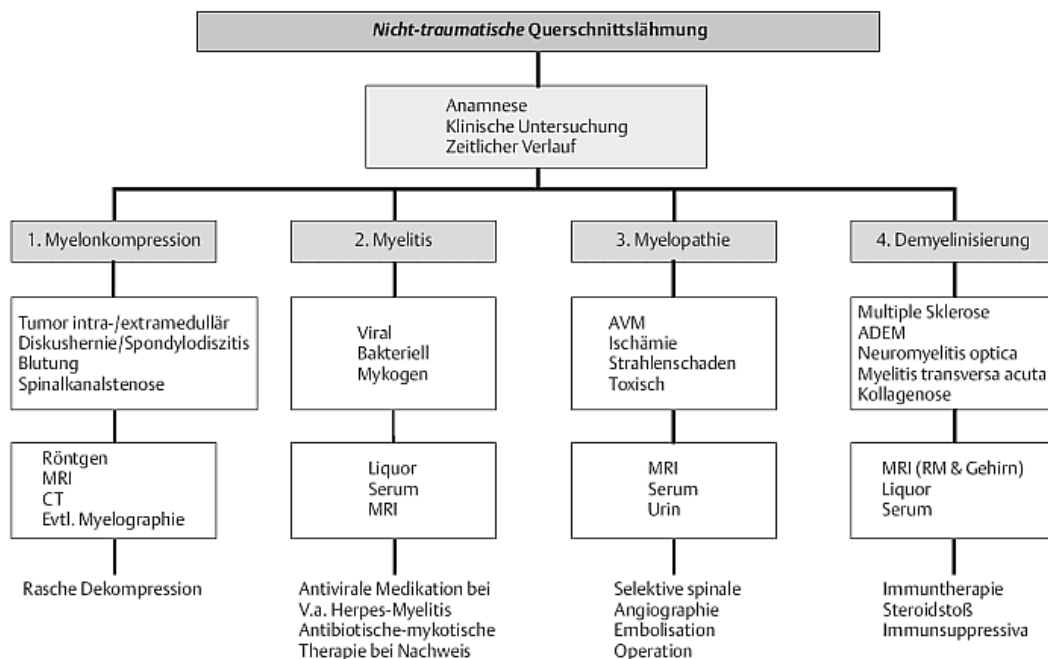 Nicht-traumatische Querschnittslähmung
Anamnese
Klinische Untersuchung
Zeitlicher Verlauf
1. Myelonkompression
Tumor intra-/extramedullär
Diskushernie/Spondylodiszitis
Blutung
Spinalkanalstenose
Röntgen
MRI
CT
Evtl. Myelographie
Rasche Dekompression
2. Myelitis
Viral
Bakteriell
Mykogen
Liquor
Serum
MRI
Antivirale Medikation bei
V.a. Herpes-Myelitis
Antibiotische-mykotische
Therapie bei Nachweis
3. Myelopathie
AVM
Ischämie
Strahlenschaden
Toxisch
MRI
Serum
Urin
Selektive spinale
Angiographie
Embolisation
Operation
4. Demyelinisierung
Multiple Sklerose
ADEM
Neuromyelitis optica
Myelitis transversa acuta
Kollagenose
MRI (RM & Gehirn)
Liquor
Serum
Immuntherapie
Steroidstoß
Immunsuppressiva